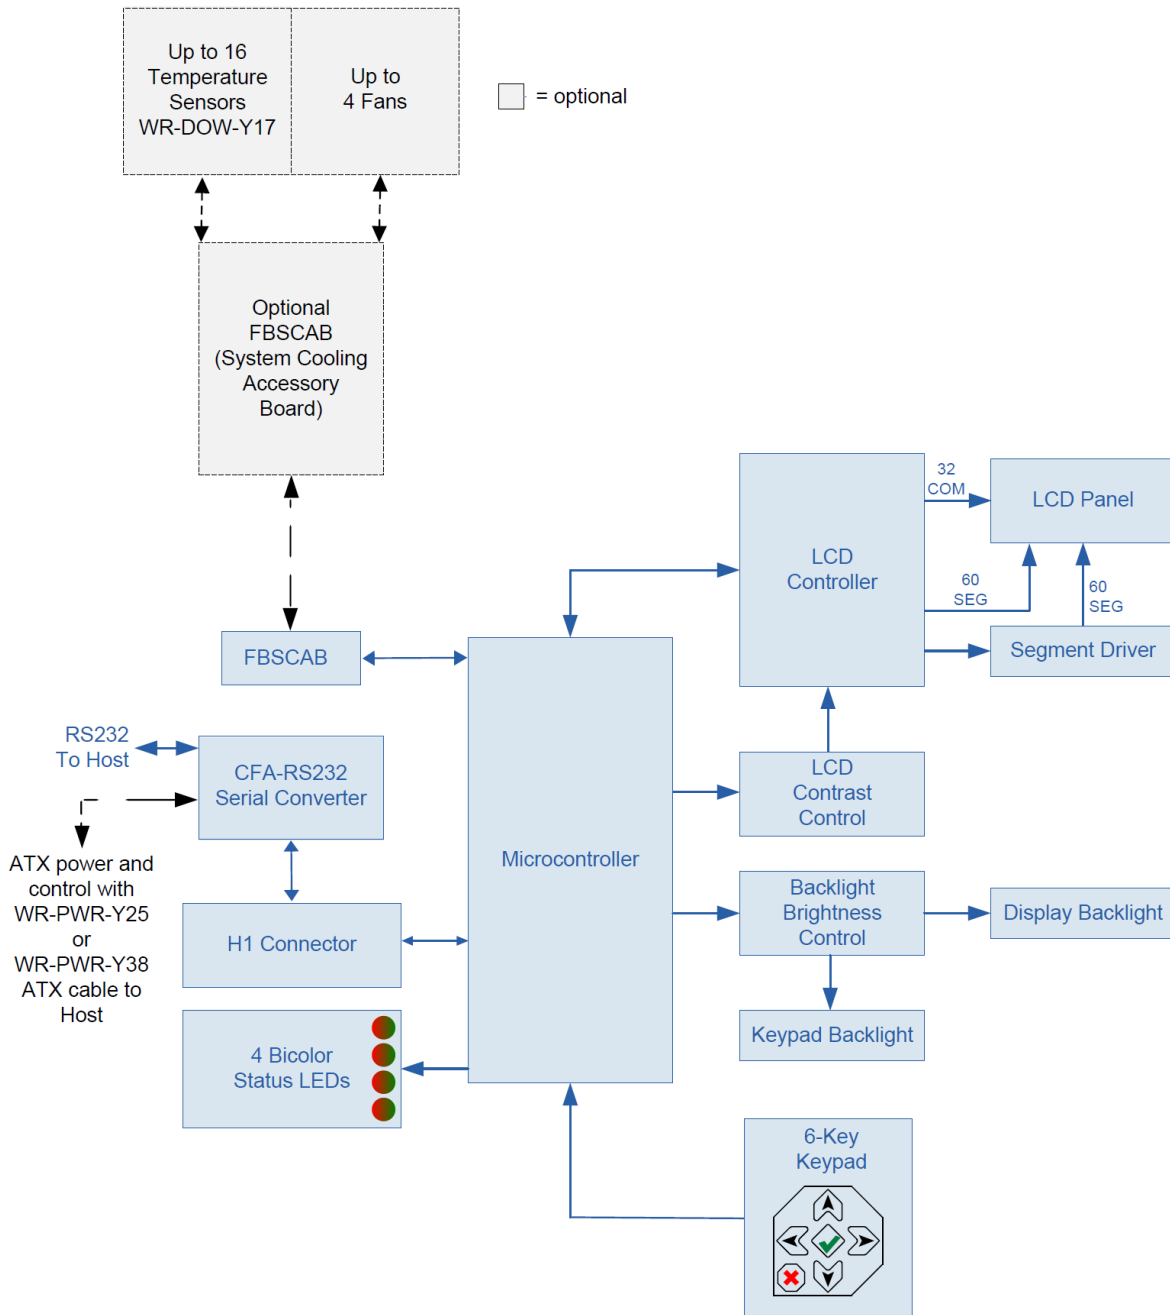 Up to 16
Temperature
Sensors
WR-DOW-Y17
Up to
4 Fans
= optional
Optional
FBSCAB
(System Cooling
Accessory
Board)
32
COM
LCD Panel
LCD
Controller
60
SEG
60
SEG
Segment Driver
FBSCAB
RS232
To Host
CFA-RS232
Serial Converter
LCD
Contrast
Control
Microcontroller
ATX power and
control with
WR-PWR-Y25
or
WR-PWR-Y38
ATX cable to
Host
Backlight
Brightness
Control
Display Backlight
H1 Connector
Keypad Backlight
4 Bicolor
Status LEDs
6-Key
Keypad